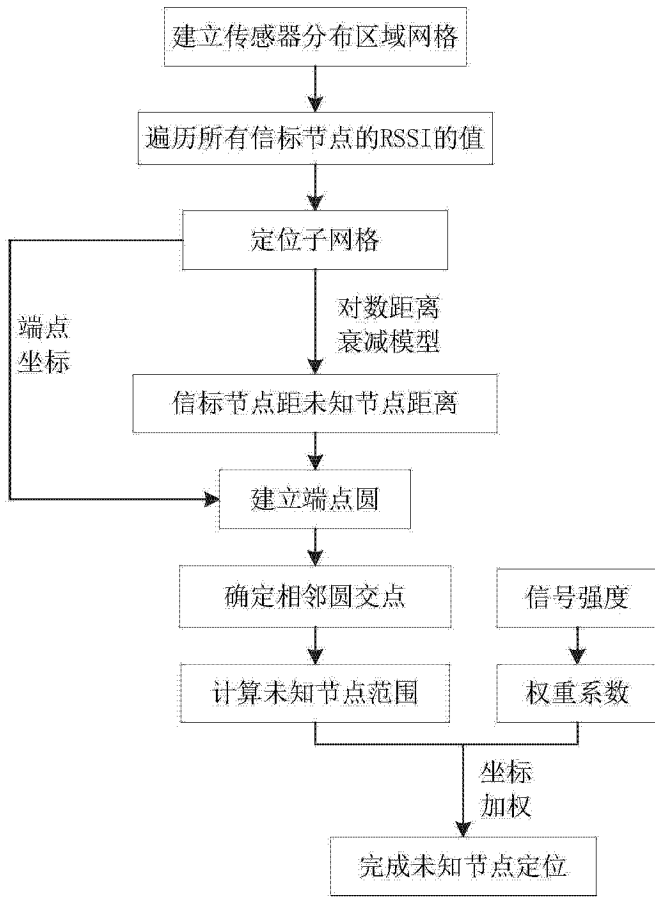 建立传感器分布区域网格
遍历所有信标节点的RSSI的值
定位子网格
端点
坐标
对数距离
衰减模型
信标节点距未知节点距离
建立端点圆
确定相邻圆交点
信号强度
计算未知节点范围
权重系数
坐标
加权
完成未知节点定位